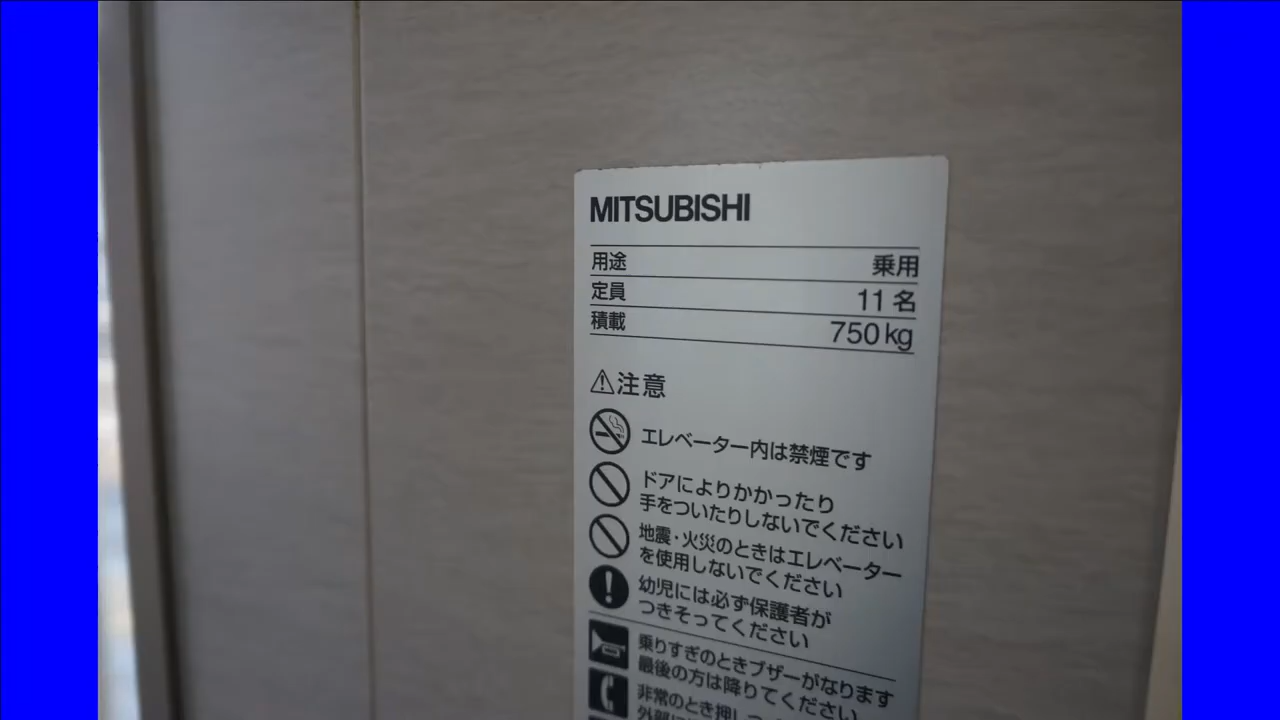 MITSUBISHI
用途 乗用
定員 11名
積載 750kg
⚠注意
エレベーター内は禁煙です
ドアによりかかったり
手をついたりしないでください
地震・火災のときはエレベーター
を使用しないでください
幼児には必ず保護者が
つきそってください
乗りすぎのときブザーがなります
最後の方は降りてください
非常のとき押し
外部